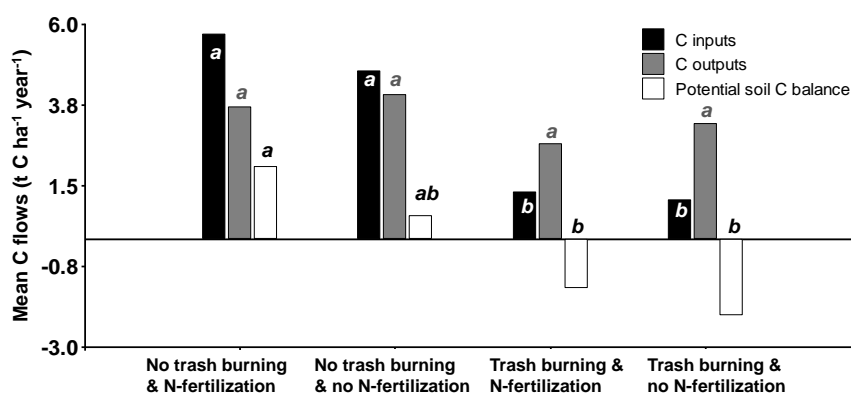 6.0
3.8
1.5
-0.8
-3.0
Mean C flows (t C ha⁻¹ year⁻¹)
C inputs
C outputs
Potential soil C balance
a
a
a
a
a
ab
b
a
b
b
a
b
No trash burning
& N-fertilization
No trash burning
& no N-fertilization
Trash burning &
N-fertilization
Trash burning &
no N-fertilization